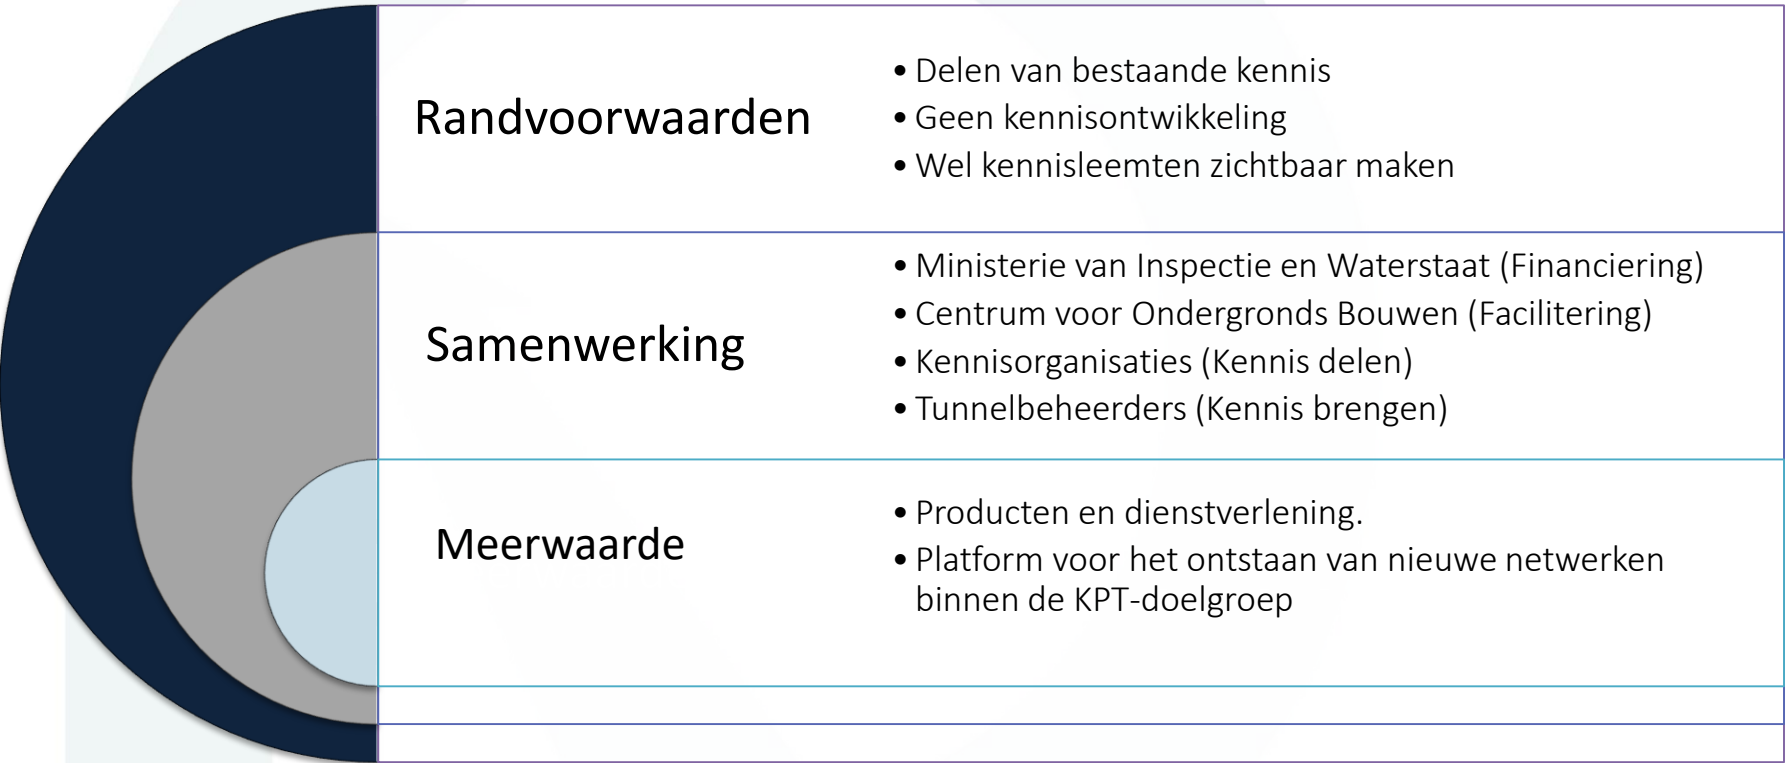 Randvoorwaarden
• Delen van bestaande kennis
• Geen kennisontwikkeling
• Wel kennisleemten zichtbaar maken
Samenwerking
• Ministerie van Inspectie en Waterstaat (Financiering)
• Centrum voor Ondergronds Bouwen (Facilitering)
• Kennisorganisaties (Kennis delen)
• Tunnelbeheerders (Kennis brengen)
Meerwaarde
• Producten en dienstverlening.
• Platform voor het ontstaan van nieuwe netwerken
binnen de KPT-doelgroep